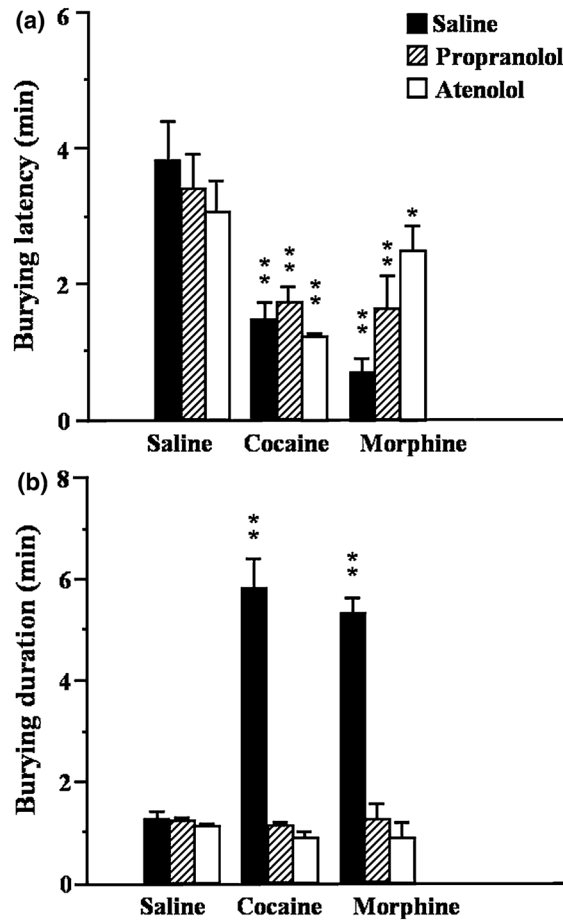 (a)
6
4
2
0
Burying latency (min)
Saline
Propranolol
Atenolol
**
**
**
**
**
*
Saline Cocaine Morphine
(b)
8
6
4
2
0
Burying duration (min)
**
**
Saline Cocaine Morphine